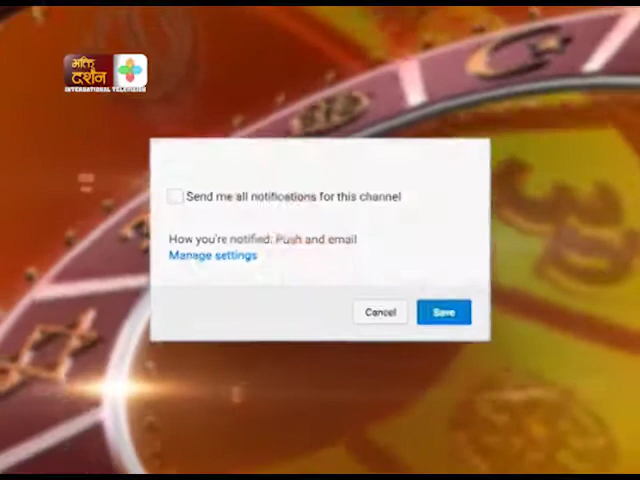 भक्ति
दर्शन
INTERNATIONAL TELEVISION
Send me all notifications for this channel
How you're notified: Push and email
Manage settings
Cancel
Save